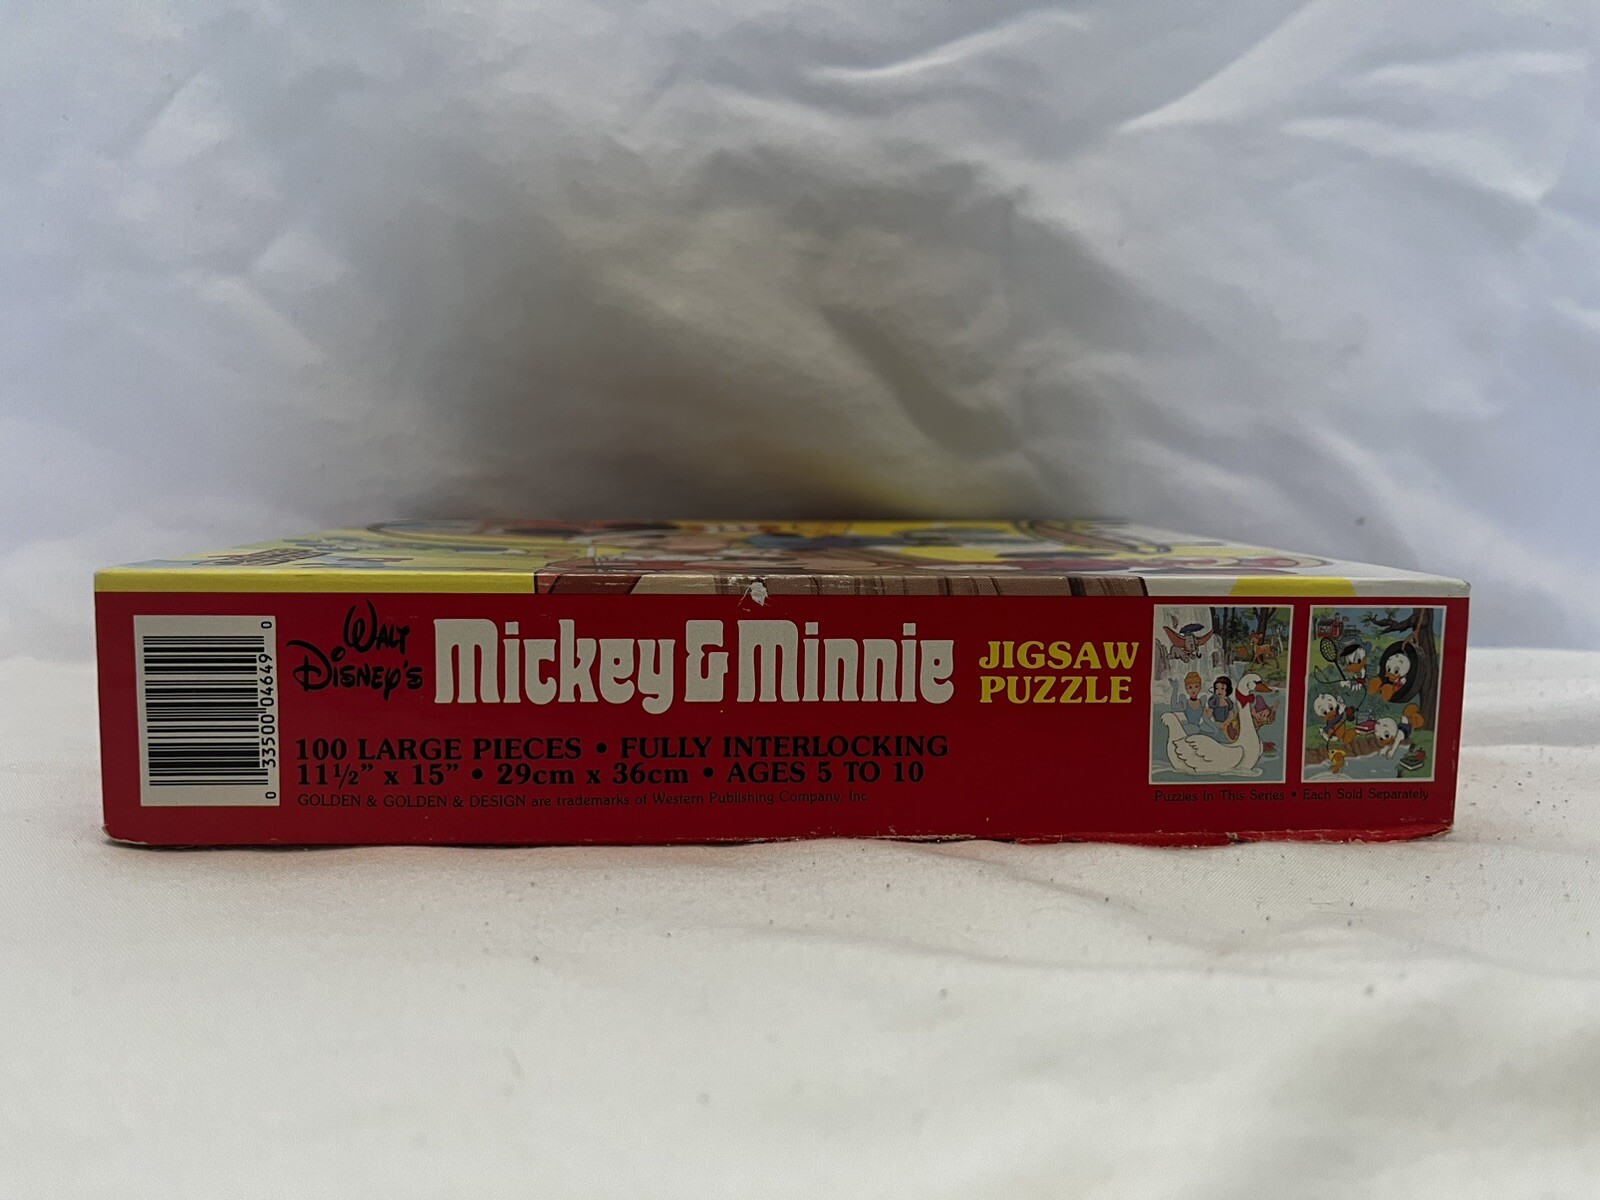 0 33500 04649 0
Walt Disney's
Mickey & Minnie
JIGSAW
PUZZLE
100 LARGE PIECES • FULLY INTERLOCKING
11½” x 15” • 29cm x 36cm • AGES 5 TO 10
GOLDEN & GOLDEN & DESIGN are trademarks of Western Publishing Company, Inc.
Puzzles In This Series • Each Sold Separately